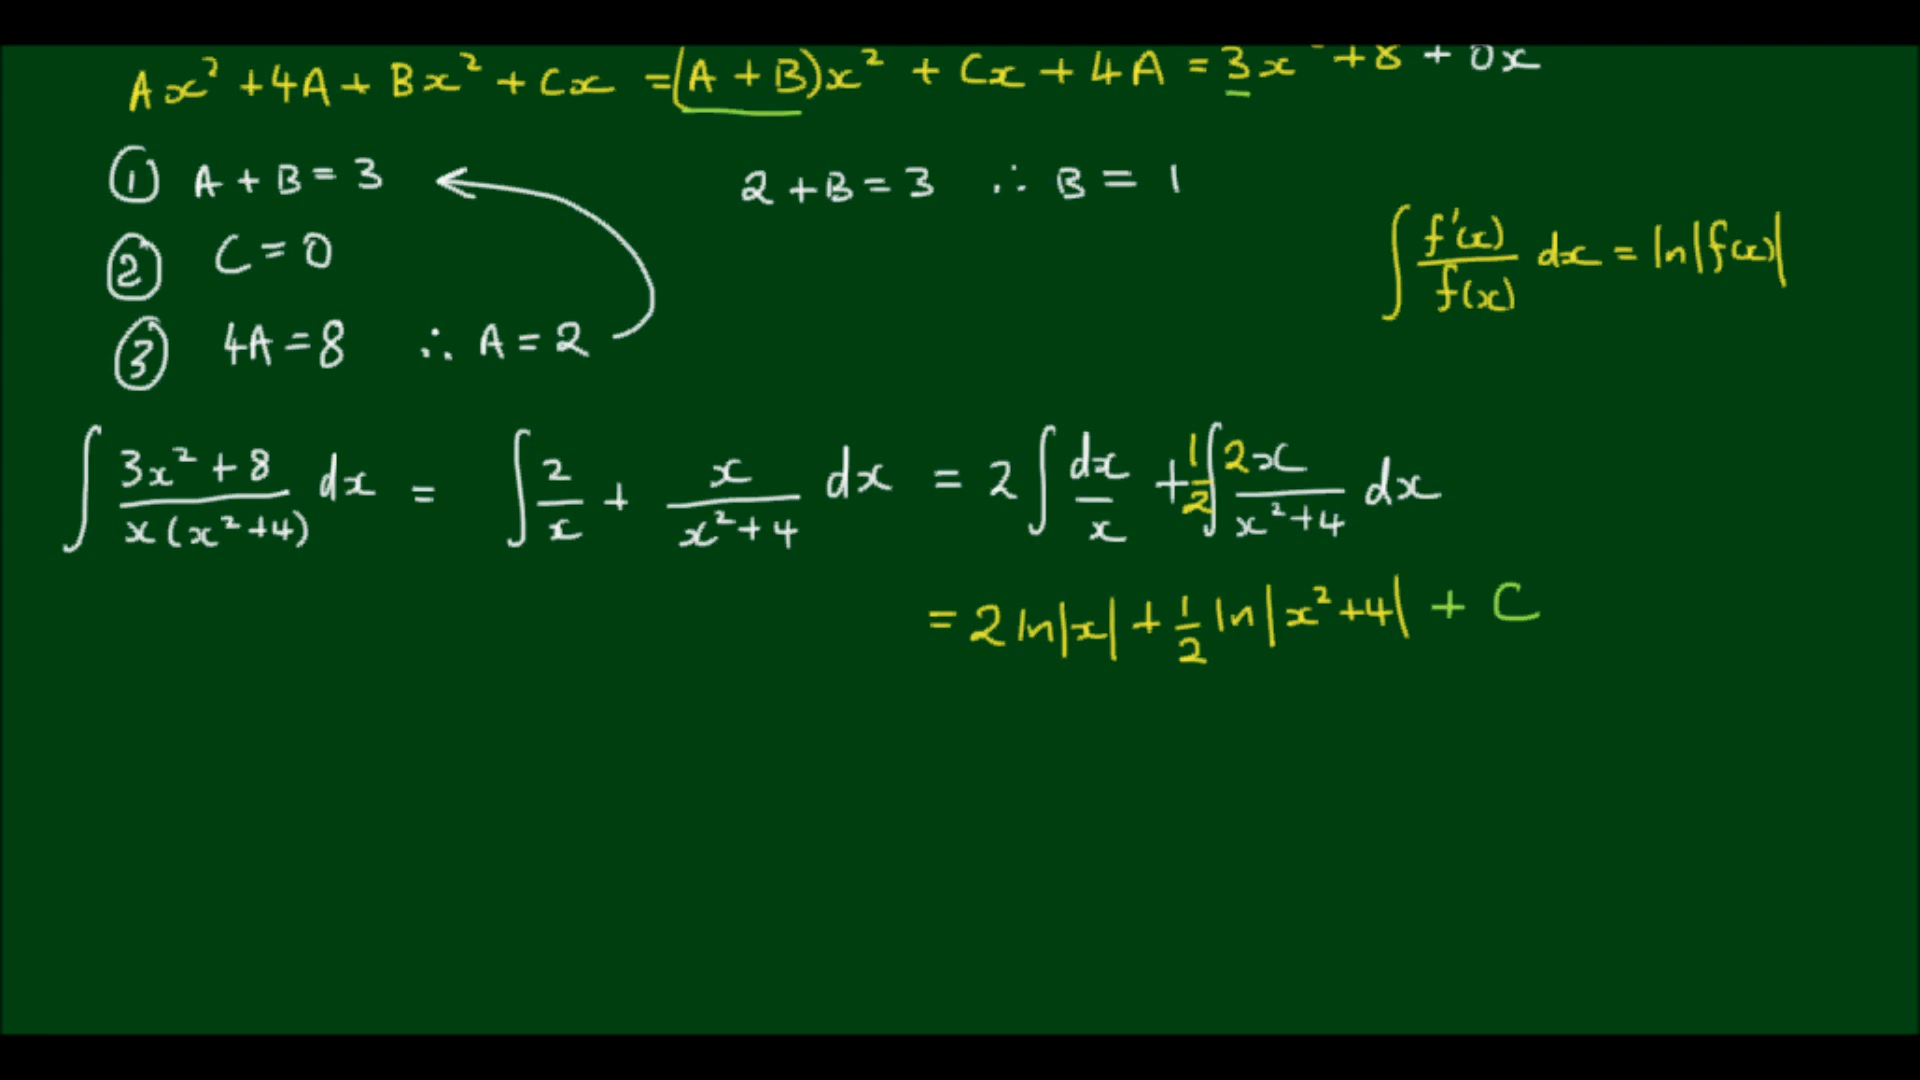 Ax² + 4A + Bx² + Cx = (A + B)x² + Cx + 4A = 3x² + 8 + 0x
① A + B = 3 2 + B = 3 ∴ B = 1
② C = 0
∫ f'(x)/f(x) dx = ln|f(x)|
③ 4A = 8 ∴ A = 2
∫ (3x² + 8)/(x(x² + 4)) dx = ∫ 2/x + x/(x² + 4) dx = 2 ∫ dx/x + 1/2 ∫ 2x/(x² + 4) dx
= 2 ln|x| + 1/2 ln|x² + 4| + C